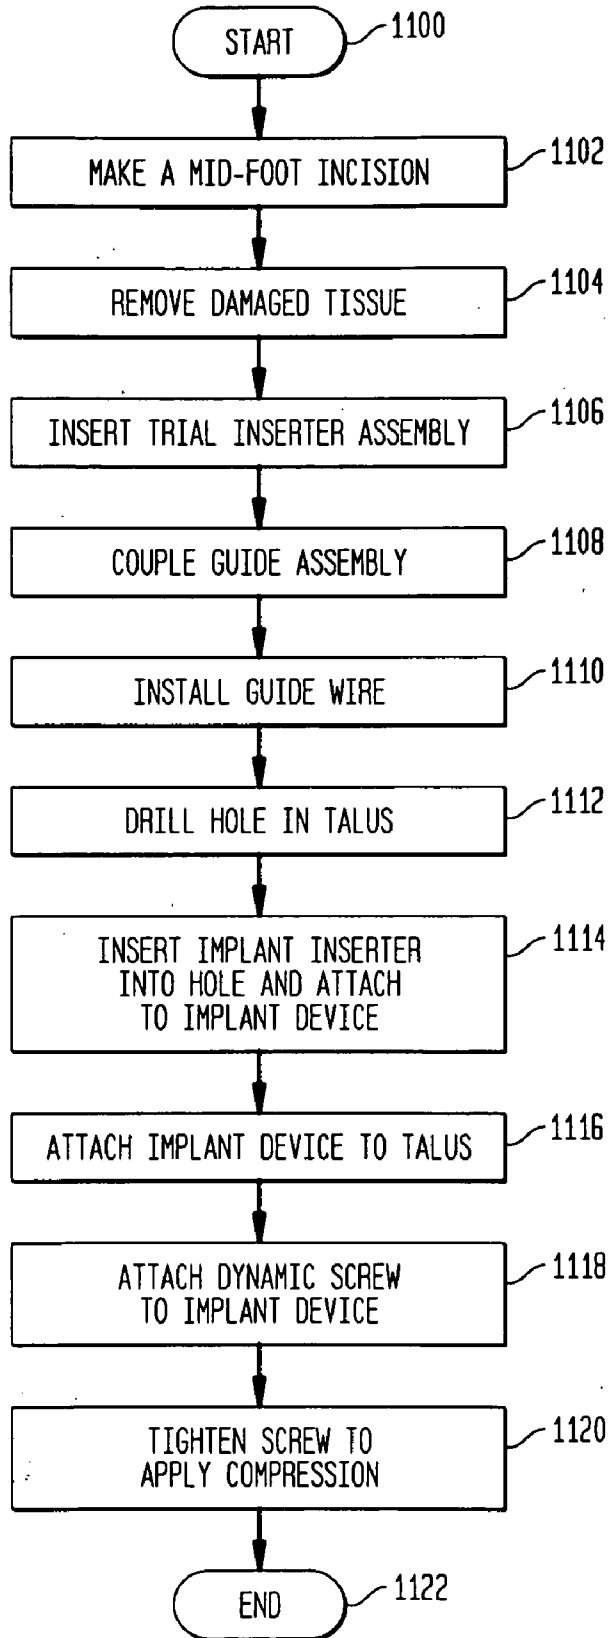 START
1100
MAKE A MID-FOOT INCISION
1102
REMOVE DAMAGED TISSUE
1104
INSERT TRIAL INSERTER ASSEMBLY
1106
COUPLE GUIDE ASSEMBLY
1108
INSTALL GUIDE WIRE
1110
DRILL HOLE IN TALUS
1112
INSERT IMPLANT INSERTER
INTO HOLE AND ATTACH
TO IMPLANT DEVICE
1114
ATTACH IMPLANT DEVICE TO TALUS
1116
ATTACH DYNAMIC SCREW
TO IMPLANT DEVICE
1118
TIGHTEN SCREW TO
APPLY COMPRESSION
1120
END
1122